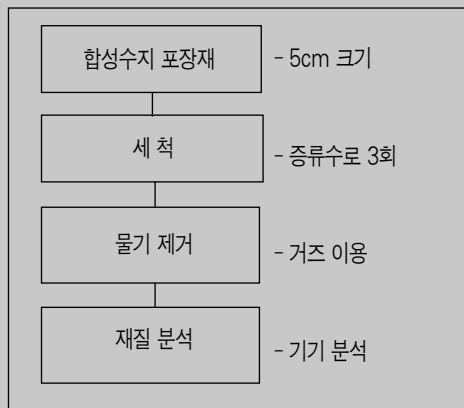 합성수지 포장재 - 5cm 크기
세 척 - 증류수로 3회
물기 제거 - 거즈 이용
재질 분석 - 기기 분석